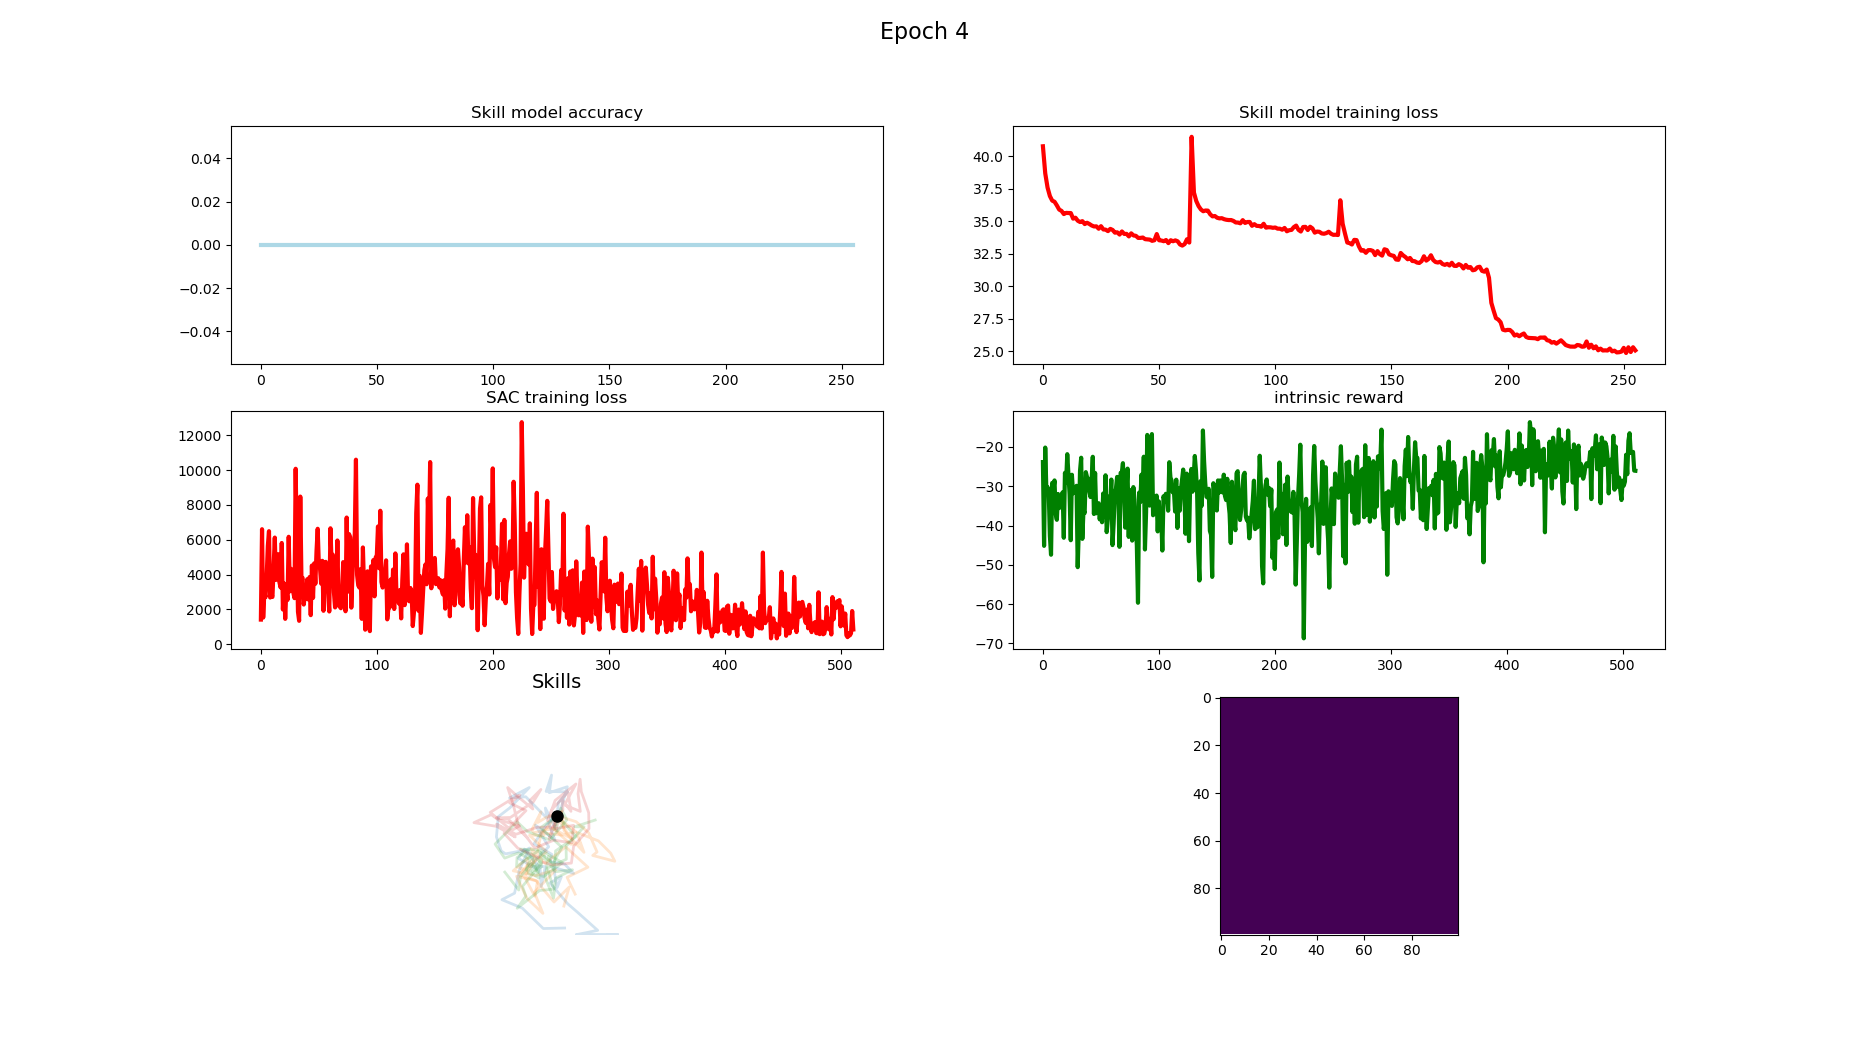 Epoch 4
Skill model accuracy
0.04
0.02
0.00
−0.02
−0.04
0 50 100 150 200 250
Skill model training loss
40.0
37.5
35.0
32.5
30.0
27.5
25.0
0 50 100 150 200 250
SAC training loss
12000
10000
8000
6000
4000
2000
0
0 100 200 300 400 500
intrinsic reward
−20
−30
−40
−50
−60
−70
0 100 200 300 400 500
Skills
0
20
40
60
80
0 20 40 60 80